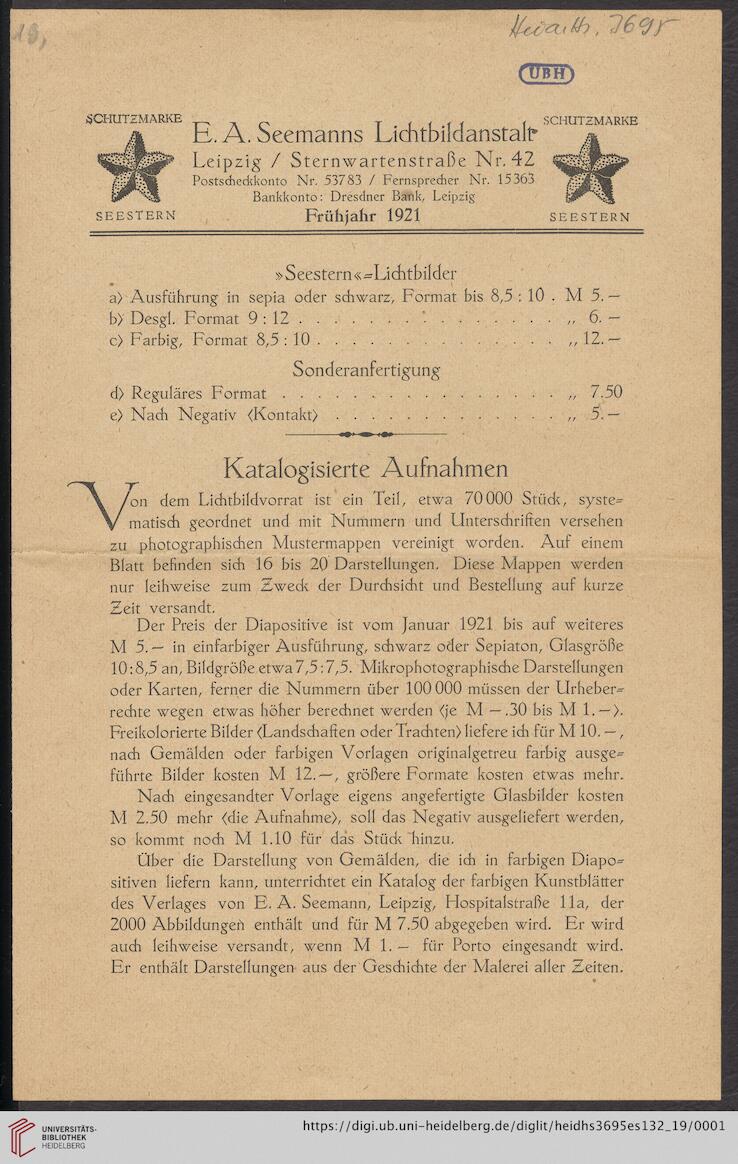 19,
Heid. Hs. 3695
UBH
SCHUTZMARKE
SEESTERN
E. A. Seemanns Lichtbildanstalt
Leipzig / Sternwartenstraße Nr. 42
Postscheckkonto Nr. 53783 / Fernsprecher Nr. 15363
Bankkonto: Dresdner Bank, Leipzig
Frühjahr 1921
SCHUTZMARKE
SEESTERN
»Seestern«=Lichtbilder
a) Ausführung in sepia oder schwarz, Format bis 8,5 : 10 . M 5.—
b) Desgl. Format 9 : 12 . . . . . . . . . . . . . . . „ 6. —
c) Farbig, Format 8,5 : 10 . . . . . . . . . . . . . . „ 12. —
Sonderanfertigung
d) Reguläres Format . . . . . . . . . . . . . . . . „ 7.50
e) Nach Negativ (Kontakt) . . . . . . . . . . . . . „ 5. —
Katalogisierte Aufnahmen
Von dem Lichtbildvorrat ist ein Teil, etwa 70000 Stück, syste=
matisch geordnet und mit Nummern und Unterschriften versehen
zu photographischen Mustermappen vereinigt worden. Auf einem
Blatt befinden sich 16 bis 20 Darstellungen. Diese Mappen werden
nur leihweise zum Zweck der Durchsicht und Bestellung auf kurze
Zeit versandt.
Der Preis der Diapositive ist vom Januar 1921 bis auf weiteres
M 5.— in einfarbiger Ausführung, schwarz oder Sepiaton, Glasgröße
10:8,5 an, Bildgröße etwa 7,5:7,5. Mikrophotographische Darstellungen
oder Karten, ferner die Nummern über 100000 müssen der Urheber=
rechte wegen etwas höher berechnet werden (je M —.30 bis M 1.—).
Freikolorierte Bilder (Landschaften oder Trachten) liefere ich für M 10. —,
nach Gemälden oder farbigen Vorlagen originalgetreu farbig ausge=
führte Bilder kosten M 12.—, größere Formate kosten etwas mehr.
Nach eingesandter Vorlage eigens angefertigte Glasbilder kosten
M 2.50 mehr (die Aufnahme), soll das Negativ ausgeliefert werden,
so kommt noch M 1.10 für das Stück hinzu.
Über die Darstellung von Gemälden, die ich in farbigen Diapo=
sitiven liefern kann, unterrichtet ein Katalog der farbigen Kunstblätter
des Verlages von E. A. Seemann, Leipzig, Hospitalstraße 11a, der
2000 Abbildungen enthält und für M 7.50 abgegeben wird. Er wird
auch leihweise versandt, wenn M 1. — für Porto eingesandt wird.
Er enthält Darstellungen aus der Geschichte der Malerei aller Zeiten.
UNIVERSITÄTS-
BIBLIOTHEK
HEIDELBERG
https://digi.ub.uni-heidelberg.de/diglit/heidhs3695es132_19/0001